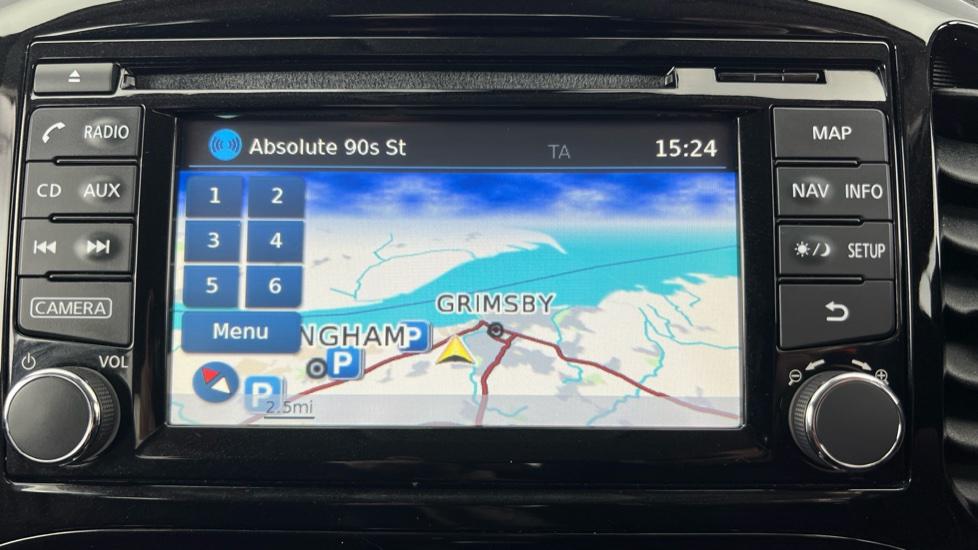 RADIO
CD AUX
CAMERA
VOL
Absolute 90s St
TA
15:24
1 2
3 4
5 6
Menu
GRIMSBY
NGHAM
P
P
P
2.5mi
MAP
NAV INFO
SETUP